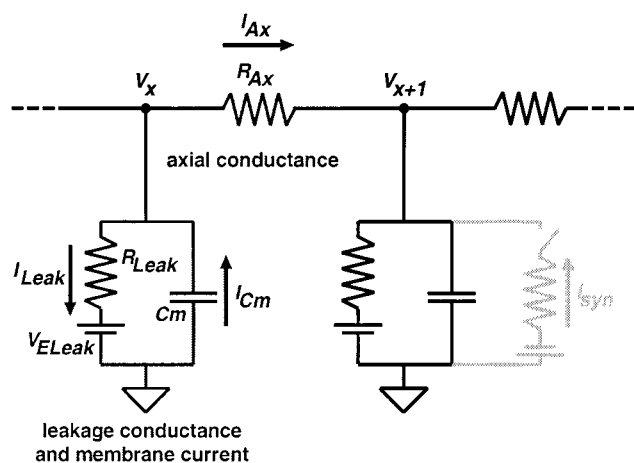 I_Ax
V_x
R_Ax
V_x+1
axial conductance
I_Leak
R_Leak
Cm
I_Cm
V_ELeak
I_syn
leakage conductance
and membrane current